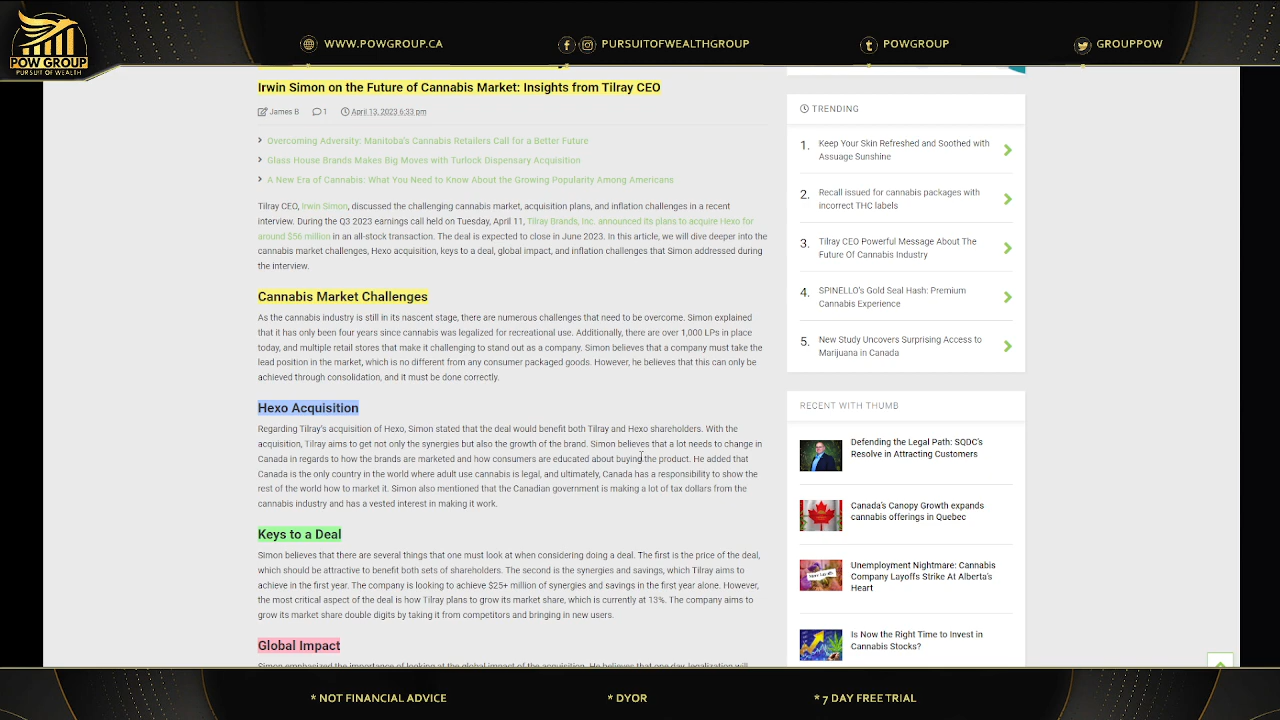 POW GROUP
PURSUIT OF WEALTH
WWW.POWGROUP.CA
PURSUITOFWEALTHGROUP
POWGROUP
GROUPPOW
Irwin Simon on the Future of Cannabis Market: Insights from Tilray CEO
James B 1 April 13, 2023 6:33 pm
Overcoming Adversity: Manitoba's Cannabis Retailers Call for a Better Future
Glass House Brands Makes Big Moves with Turlock Dispensary Acquisition
A New Era of Cannabis: What You Need to Know About the Growing Popularity Among Americans
Tilray CEO, Irwin Simon, discussed the challenging cannabis market, acquisition plans, and inflation challenges in a recent
interview. During the Q3 2023 earnings call held on Tuesday, April 11, Tilray Brands, Inc. announced its plans to acquire Hexo for
around $56 million in an all-stock transaction. The deal is expected to close in June 2023. In this article, we will dive deeper into the
cannabis market challenges, Hexo acquisition, keys to a deal, global impact, and inflation challenges that Simon addressed during
the interview.
Cannabis Market Challenges
As the cannabis industry is still in its nascent stage, there are numerous challenges that need to be overcome. Simon explained
that it has only been four years since cannabis was legalized for recreational use. Additionally, there are over 1,000 LPs in place
today, and multiple retail stores that make it challenging to stand out as a company. Simon believes that a company must take the
lead position in the market, which is no different from any consumer packaged goods. However, he believes that this can only be
achieved through consolidation, and it must be done correctly.
Hexo Acquisition
Regarding Tilray's acquisition of Hexo, Simon stated that the deal would benefit both Tilray and Hexo shareholders. With the
acquisition, Tilray aims to get not only the synergies but also the growth of the brand. Simon believes that a lot needs to change in
Canada in regards to how the brands are marketed and how consumers are educated about buying the product. He added that
Canada is the only country in the world where adult use cannabis is legal, and ultimately, Canada has a responsibility to show the
rest of the world how to market it. Simon also mentioned that the Canadian government is making a lot of tax dollars from the
cannabis industry and has a vested interest in making it work.
Keys to a Deal
Simon believes that there are several things that one must look at when considering doing a deal. The first is the price of the deal,
which should be attractive to benefit both sets of shareholders. The second is the synergies and savings, which Tilray aims to
achieve in the first year. The company is looking to achieve $25+ million of synergies and savings in the first year alone. However,
the most critical aspect of the deal is how Tilray plans to grow its market share, which is currently at 13%. The company aims to
grow its market share double digits by taking it from competitors and bringing in new users.
Global Impact
Simon emphasized the importance of looking at the global impact of the acquisition. He believes that one day, legalization will
TRENDING
1. Keep Your Skin Refreshed and Soothed with
Assuage Sunshine
2. Recall issued for cannabis packages with
incorrect THC labels
3. Tilray CEO Powerful Message About The
Future Of Cannabis Industry
4. SPINELLO's Gold Seal Hash: Premium
Cannabis Experience
5. New Study Uncovers Surprising Access to
Marijuana in Canada
RECENT WITH THUMB
Defending the Legal Path: SQDC's
Resolve in Attracting Customers
Canada's Canopy Growth expands
cannabis offerings in Quebec
Unemployment Nightmare: Cannabis
Company Layoffs Strike At Alberta's
Heart
Is Now the Right Time to Invest in
Cannabis Stocks?
* NOT FINANCIAL ADVICE
* DYOR
* 7 DAY FREE TRIAL